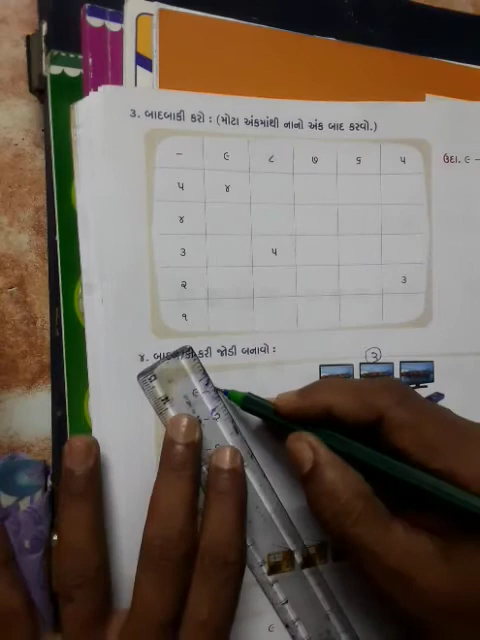 ૩. બાદબાકી કરો : (મોટા અંકમાંથી નાનો અંક બાદ કરવો.)
– ૯ ૮ ૭ ૬ ૫
ઉદા. ૯ –
૫ ૪
૪
૩ ૫
૨ ૩
૧
૪. બાદબાકી કરી જોડી બનાવો :
૩